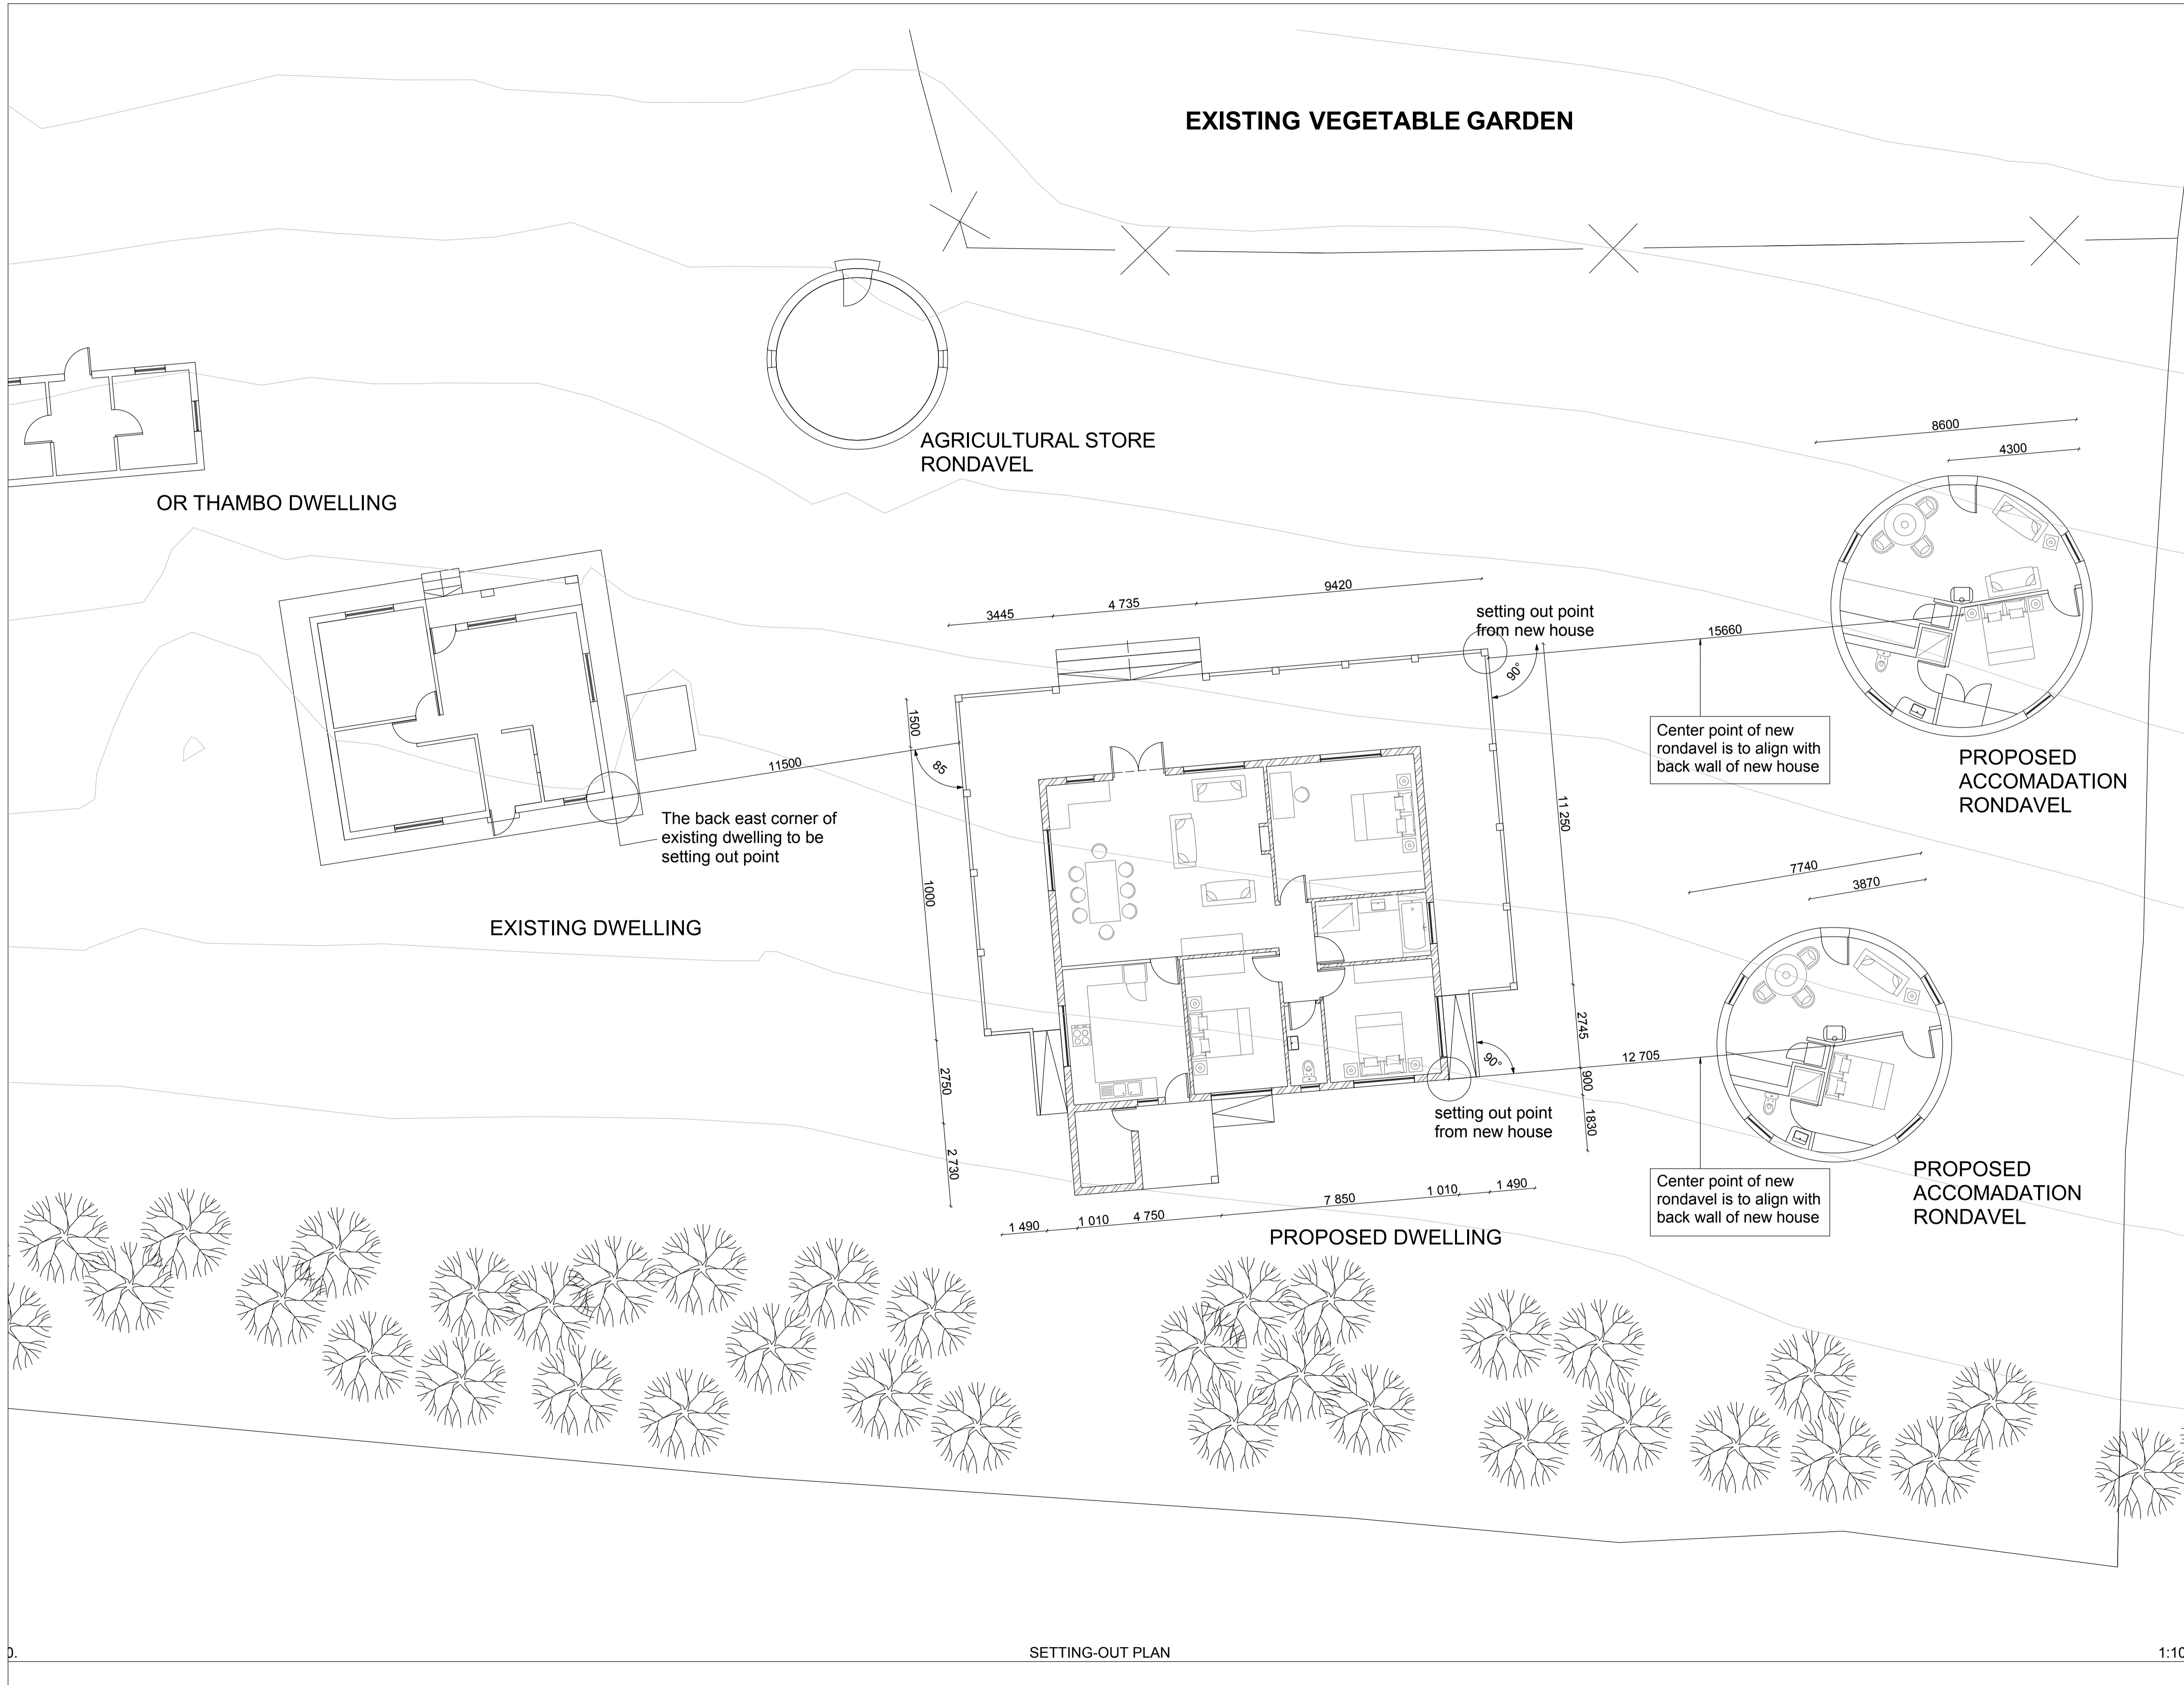 EXISTING VEGETABLE GARDEN
AGRICULTURAL STORE
RONDAVEL
OR THAMBO DWELLING
8600
4300
9420
4 735
3445
setting out point
from new house
15660
90°
1500
85
11500
Center point of new
rondavel is to align with
back wall of new house
PROPOSED
ACCOMADATION
RONDAVEL
The back east corner of
existing dwelling to be
setting out point
11 250
1000
7740
3870
EXISTING DWELLING
2745
90°
12 705
900
2750
1830
setting out point
from new house
2 730
Center point of new
rondavel is to align with
back wall of new house
PROPOSED
ACCOMADATION
RONDAVEL
1 490
1 010
4 750
7 850
1 010
1 490
PROPOSED DWELLING
SETTING-OUT PLAN